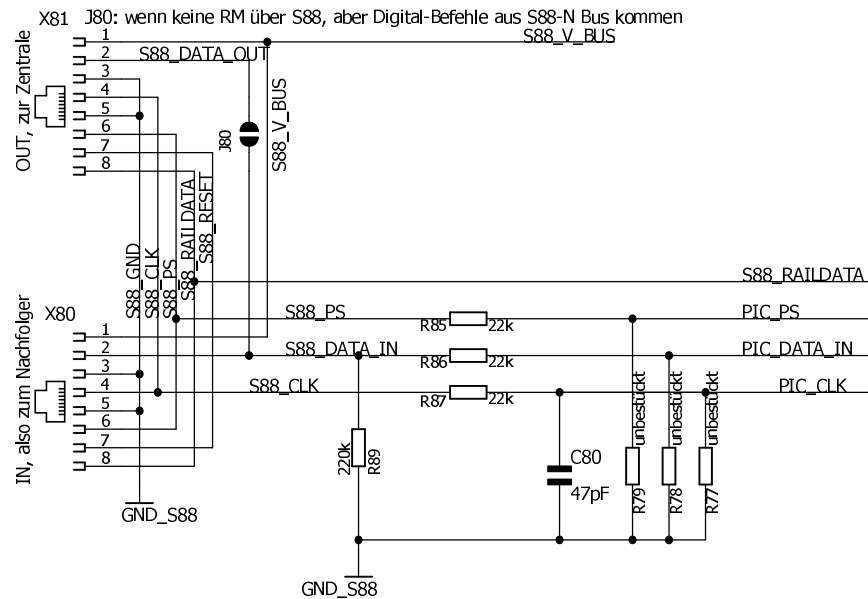 X81
J80: wenn keine RM über S88, aber Digital-Befehle aus S88-N Bus kommen
OUT, zur Zentrale
1
2
3
4
5
6
7
8
S88_V_BUS
S88_DATA_OUT
J80
S88_V_BUS
S88_GND
S88_CLK
S88_PS
S88_RAILDATA
S88_RESET
S88_RAILDATA
X80
IN, also zum Nachfolger
1
2
3
4
5
6
7
8
S88_PS
R85
22k
PIC_PS
S88_DATA_IN
R86
22k
PIC_DATA_IN
S88_CLK
R87
22k
PIC_CLK
220k
R89
C80
47pF
unbestückt
R79
unbestückt
R78
unbestückt
R77
GND_S88
GND_S88